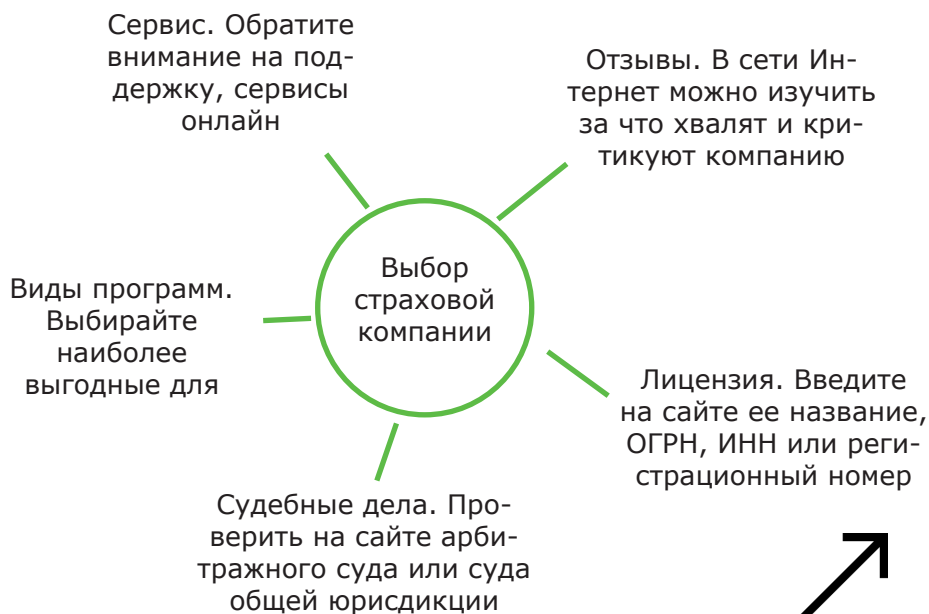 Сервис. Обратите
внимание на под-
держку, сервисы
онлайн
Отзывы. В сети Ин-
тернет можно изучить
за что хвалят и кри-
тикуют компанию
Выбор
страховой
компании
Виды программ.
Выбирайте
наиболее
выгодные для
Лицензия. Введите
на сайте ее название,
ОГРН, ИНН или реги-
страционный номер
Судебные дела. Про-
верить на сайте арби-
тражного суда или суда
общей юрисдикции